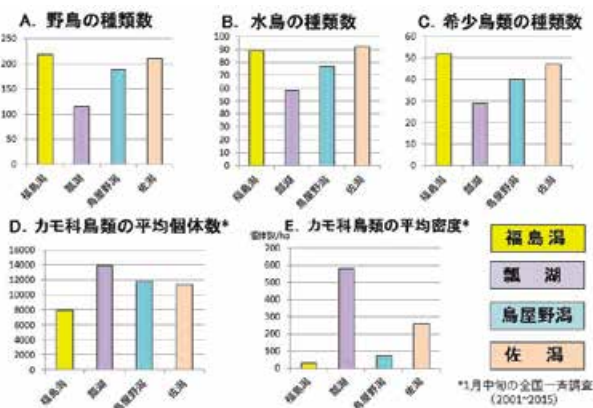 A. 野鳥の種類数
250
200
150
100
50
0
福島潟
瓢湖
鳥屋野潟
佐潟
B. 水鳥の種類数
100
90
80
70
60
50
40
30
20
10
0
福島潟
瓢湖
鳥屋野潟
佐潟
C. 希少鳥類の種類数
60
50
40
30
20
10
0
福島潟
瓢湖
鳥屋野潟
佐潟
D. カモ科鳥類の平均個体数*
16000
14000
12000
10000
8000
6000
4000
2000
0
福島潟
瓢湖
鳥屋野潟
佐潟
E. カモ科鳥類の平均密度*
個体数/ha
700
600
500
400
300
200
100
0
福島潟
瓢湖
鳥屋野潟
佐潟
福島潟
瓢 湖
鳥屋野潟
佐 潟
*1月中旬の全国一斉調査
(2001~2015)